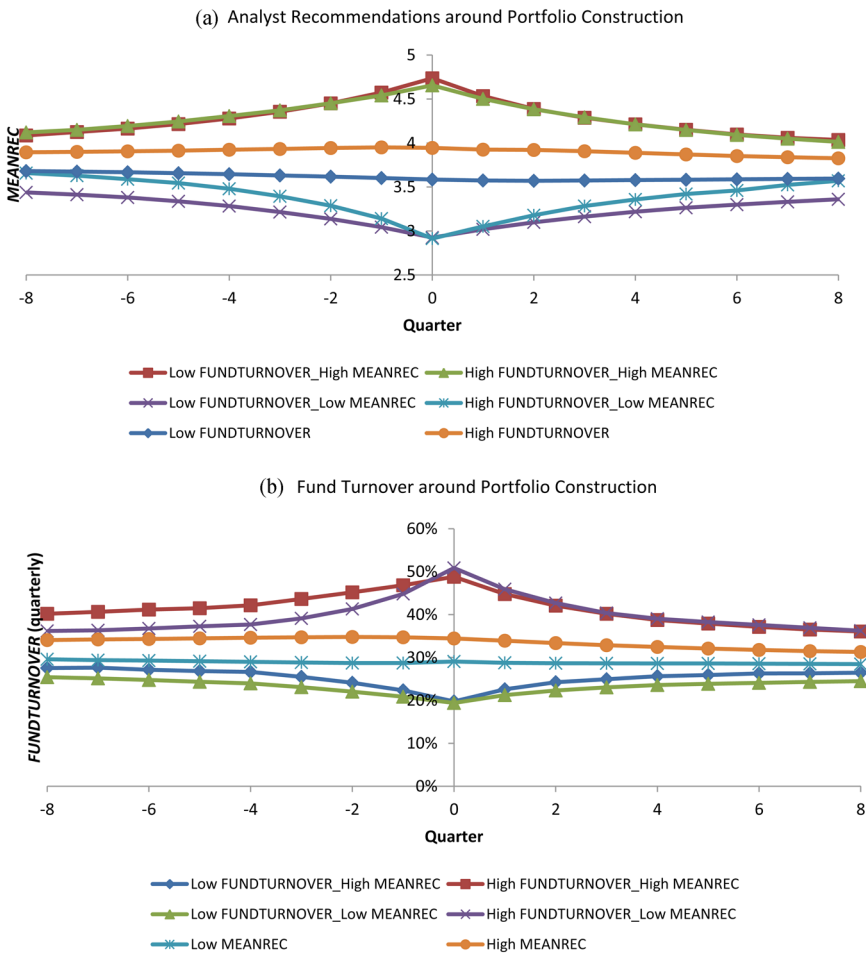 (a) Analyst Recommendations around Portfolio Construction
5
4.5
4
3.5
3
2.5
MEANREC
-8 -6 -4 -2 0 2 4 6 8
Quarter
Low FUNDTURNOVER_High MEANREC High FUNDTURNOVER_High MEANREC
Low FUNDTURNOVER_Low MEANREC High FUNDTURNOVER_Low MEANREC
Low FUNDTURNOVER High FUNDTURNOVER
(b) Fund Turnover around Portfolio Construction
60%
50%
40%
30%
20%
10%
0%
FUNDTURNOVER (quarterly)
-8 -6 -4 -2 0 2 4 6 8
Quarter
Low FUNDTURNOVER_High MEANREC High FUNDTURNOVER_High MEANREC
Low FUNDTURNOVER_Low MEANREC High FUNDTURNOVER_Low MEANREC
Low MEANREC High MEANREC